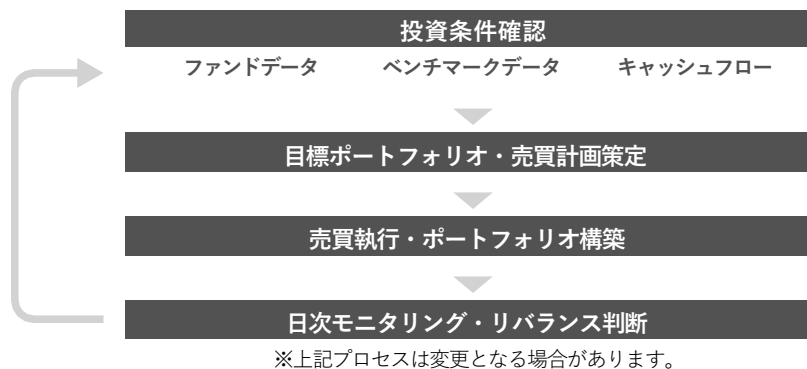 投資条件確認
ファンドデータ ベンチマークデータ キャッシュフロー
目標ポートフォリオ・売買計画策定
売買執行・ポートフォリオ構築
日次モニタリング・リバランス判断
※上記プロセスは変更となる場合があります。